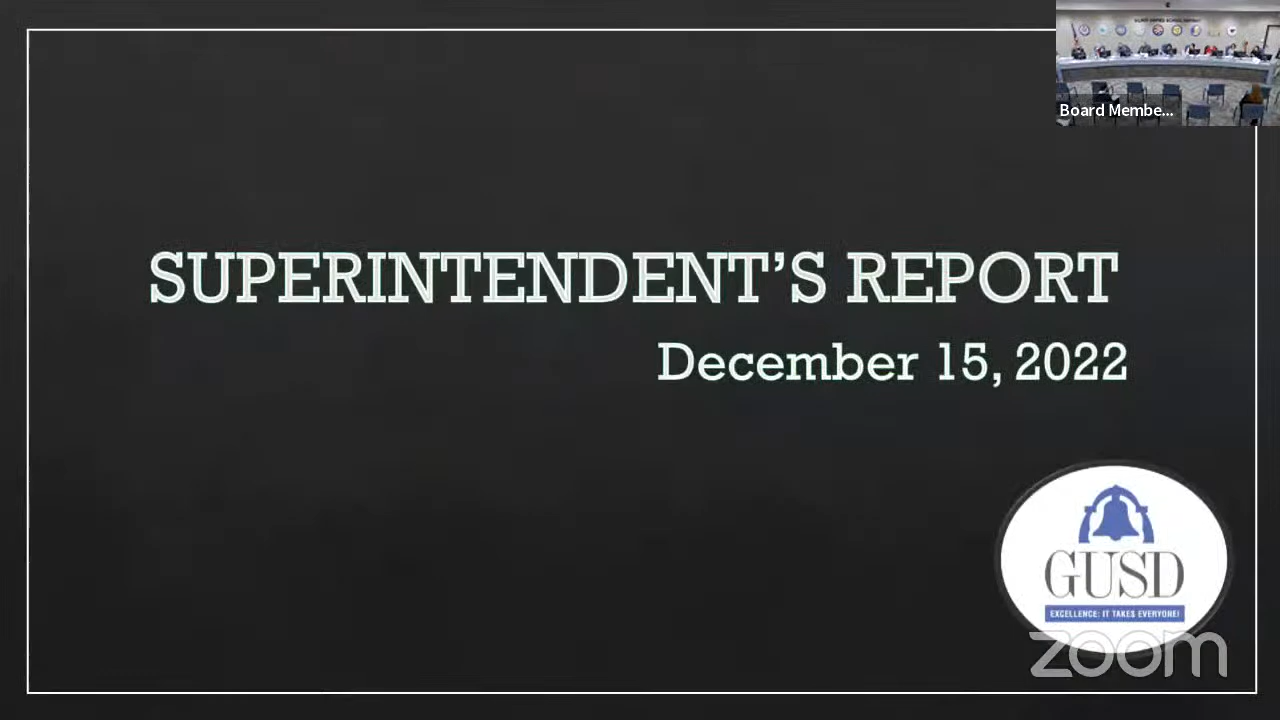 Board Membe...
SUPERINTENDENT’S REPORT
December 15, 2022
GUSD
EXCELLENCE: IT TAKES EVERYONE!
zoom